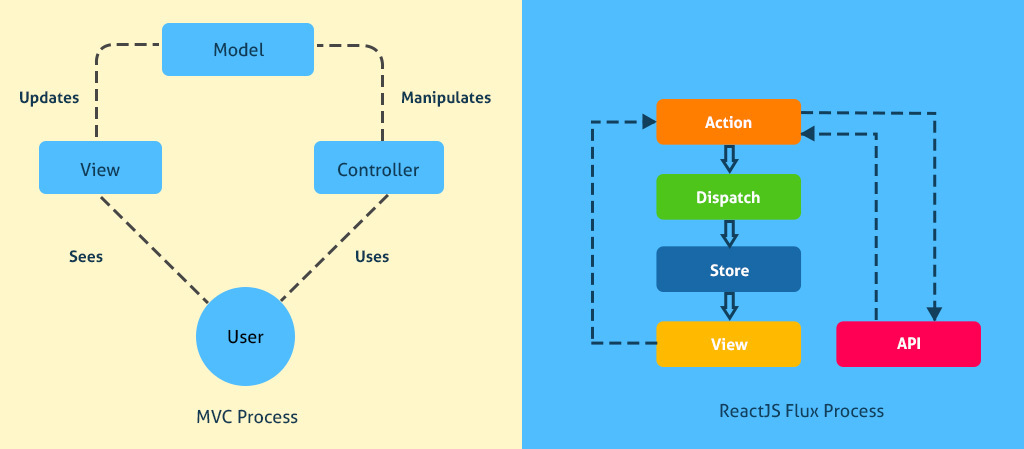 Model
Updates
Manipulates
View
Controller
Sees
Uses
User
MVC Process
Action
Dispatch
Store
View
API
ReactJS Flux Process